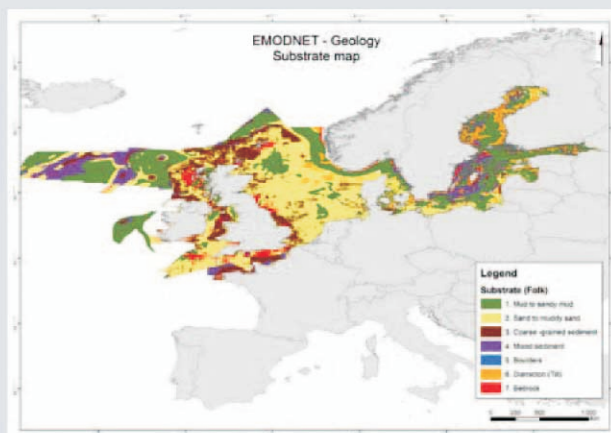 EMODNET - Geology
Substrate map
Legend
Substrate (Folk)
1. Mud to sandy mud
2. Sand to muddy sand
3. Coarse-grained sediment
4. Mixed sediment
5. Boulders
6. Diamicton (Till)
7. Bedrock